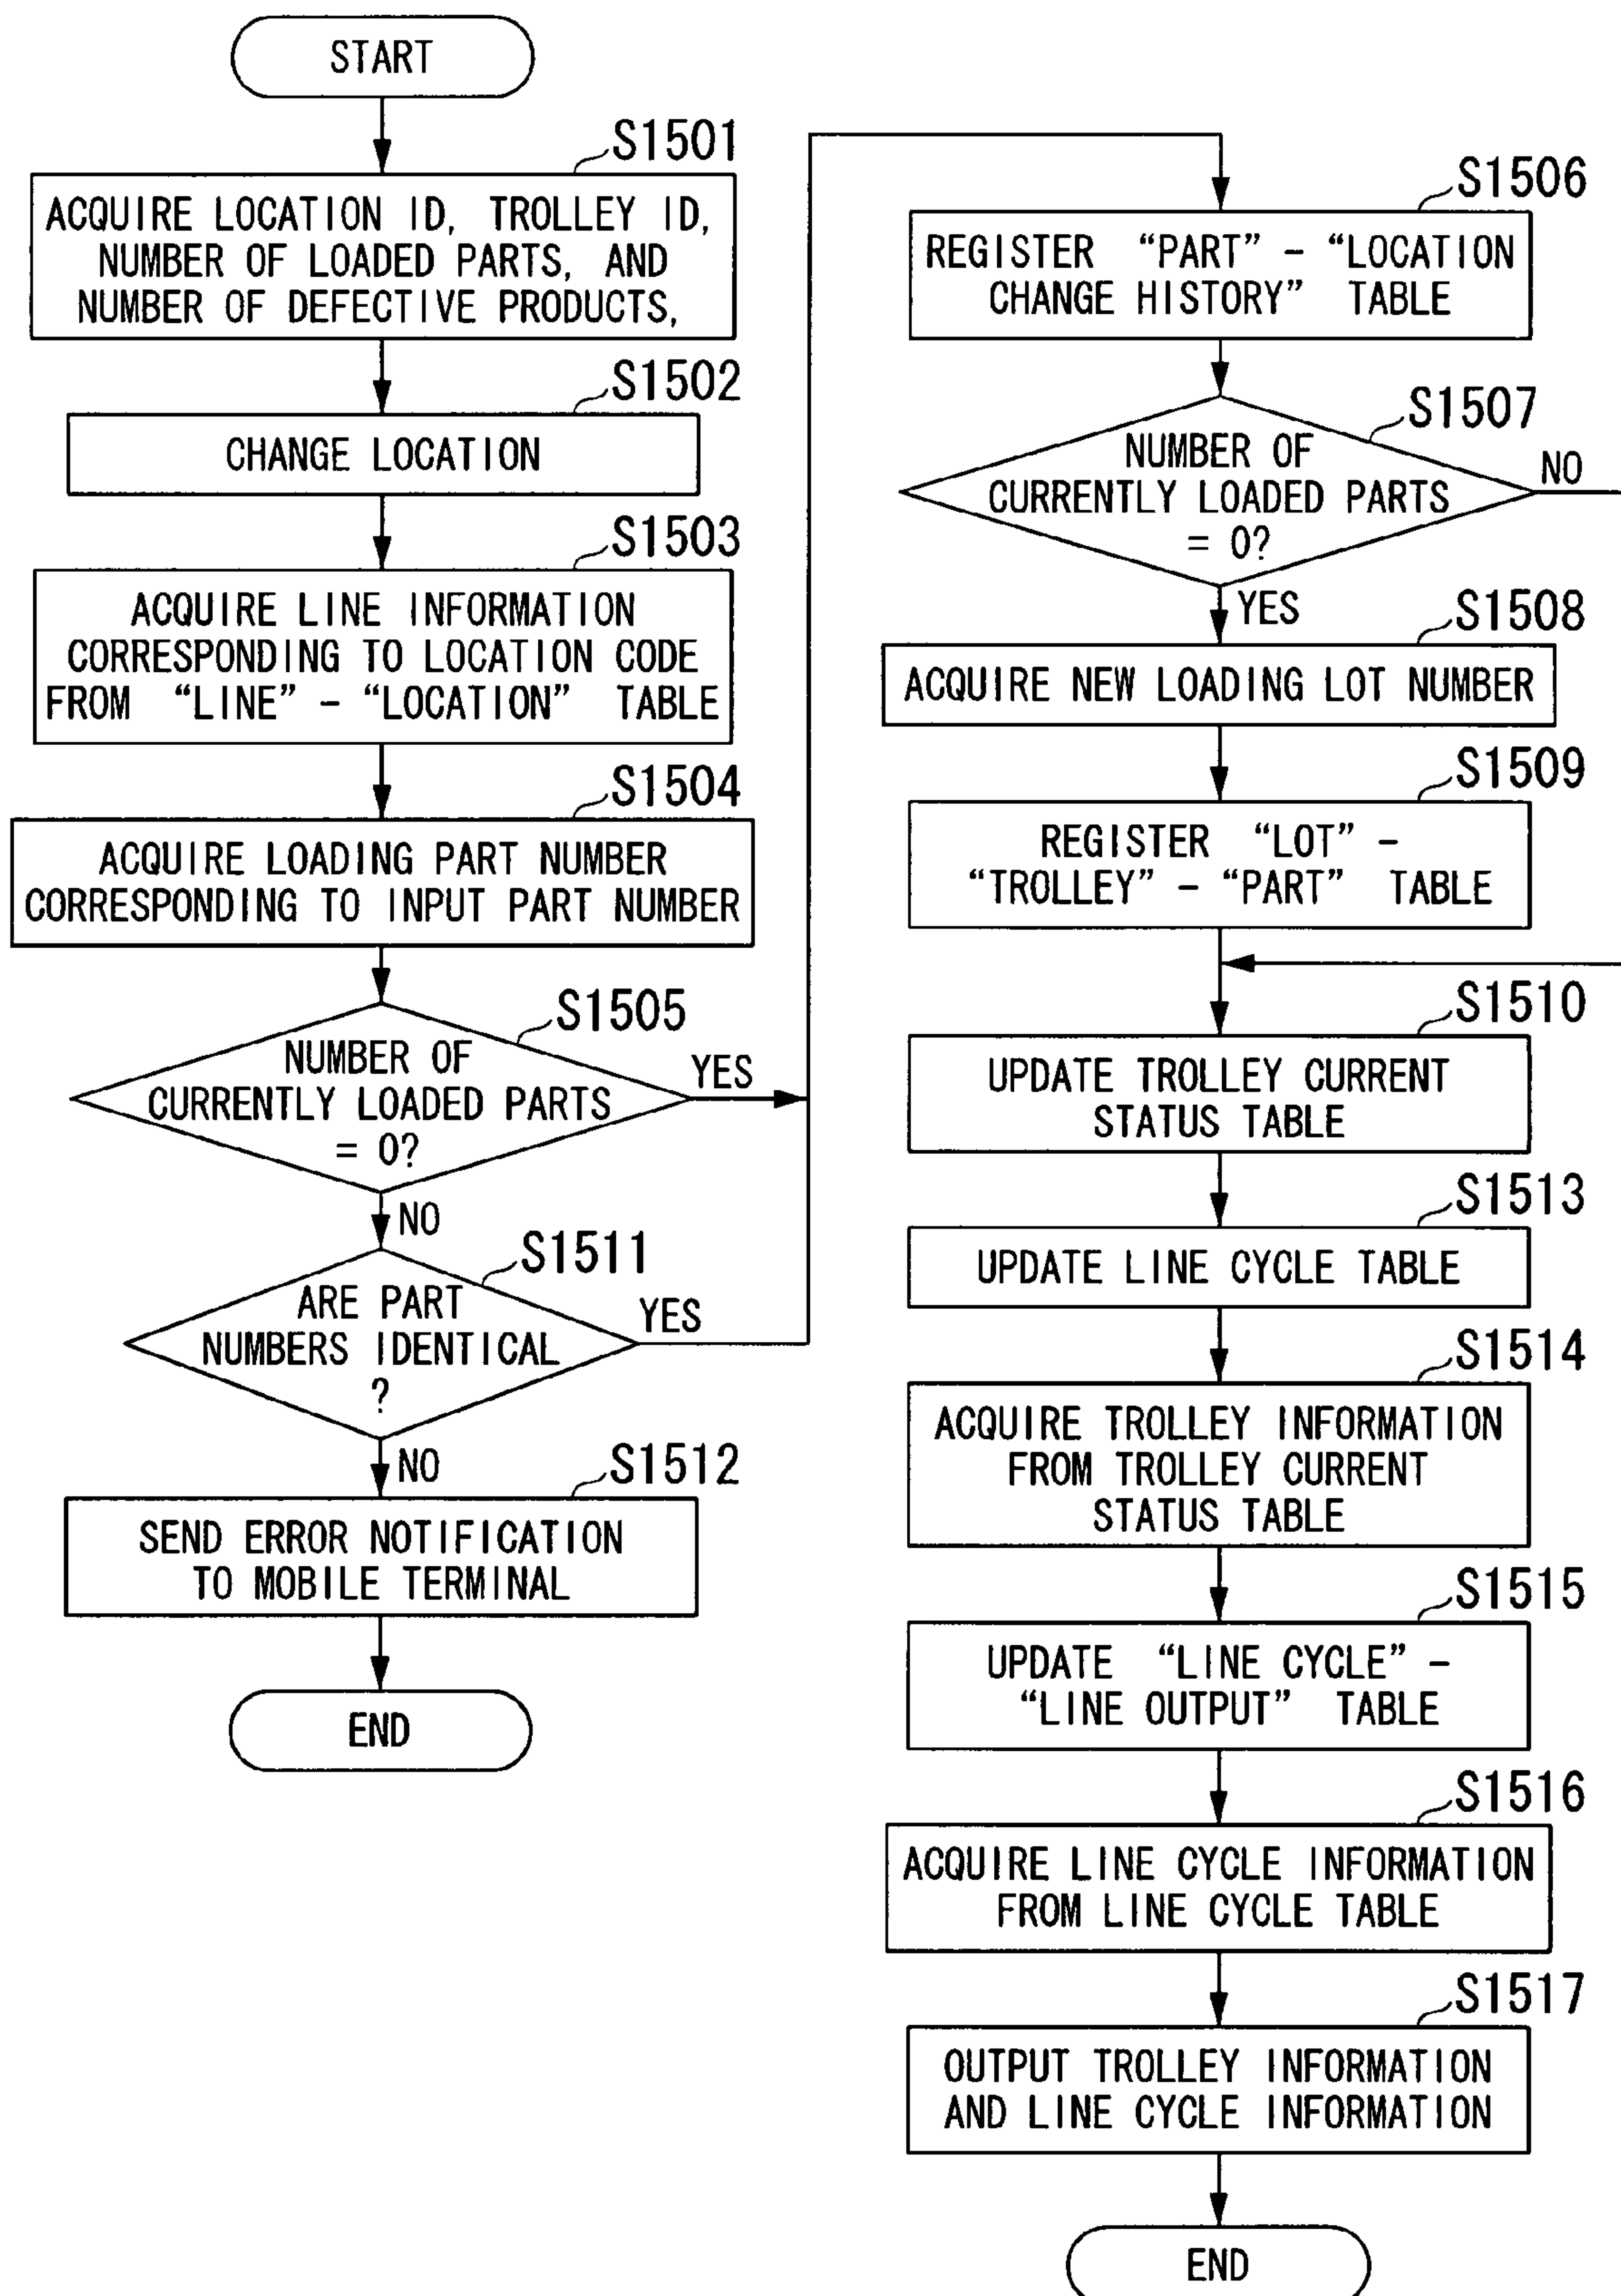 START
S1501
ACQUIRE LOCATION ID, TROLLEY ID,
NUMBER OF LOADED PARTS, AND
NUMBER OF DEFECTIVE PRODUCTS,
S1502
CHANGE LOCATION
S1503
ACQUIRE LINE INFORMATION
CORRESPONDING TO LOCATION CODE
FROM “LINE” - “LOCATION” TABLE
S1504
ACQUIRE LOADING PART NUMBER
CORRESPONDING TO INPUT PART NUMBER
S1505
NUMBER OF
CURRENTLY LOADED PARTS
= 0?
YES
NO
S1511
ARE PART
NUMBERS IDENTICAL
?
YES
NO
S1512
SEND ERROR NOTIFICATION
TO MOBILE TERMINAL
END
S1506
REGISTER “PART” - “LOCATION
CHANGE HISTORY” TABLE
S1507
NUMBER OF
CURRENTLY LOADED PARTS
= 0?
NO
YES
S1508
ACQUIRE NEW LOADING LOT NUMBER
S1509
REGISTER “LOT” -
“TROLLEY” - “PART” TABLE
S1510
UPDATE TROLLEY CURRENT
STATUS TABLE
S1513
UPDATE LINE CYCLE TABLE
S1514
ACQUIRE TROLLEY INFORMATION
FROM TROLLEY CURRENT
STATUS TABLE
S1515
UPDATE “LINE CYCLE” -
“LINE OUTPUT” TABLE
S1516
ACQUIRE LINE CYCLE INFORMATION
FROM LINE CYCLE TABLE
S1517
OUTPUT TROLLEY INFORMATION
AND LINE CYCLE INFORMATION
END